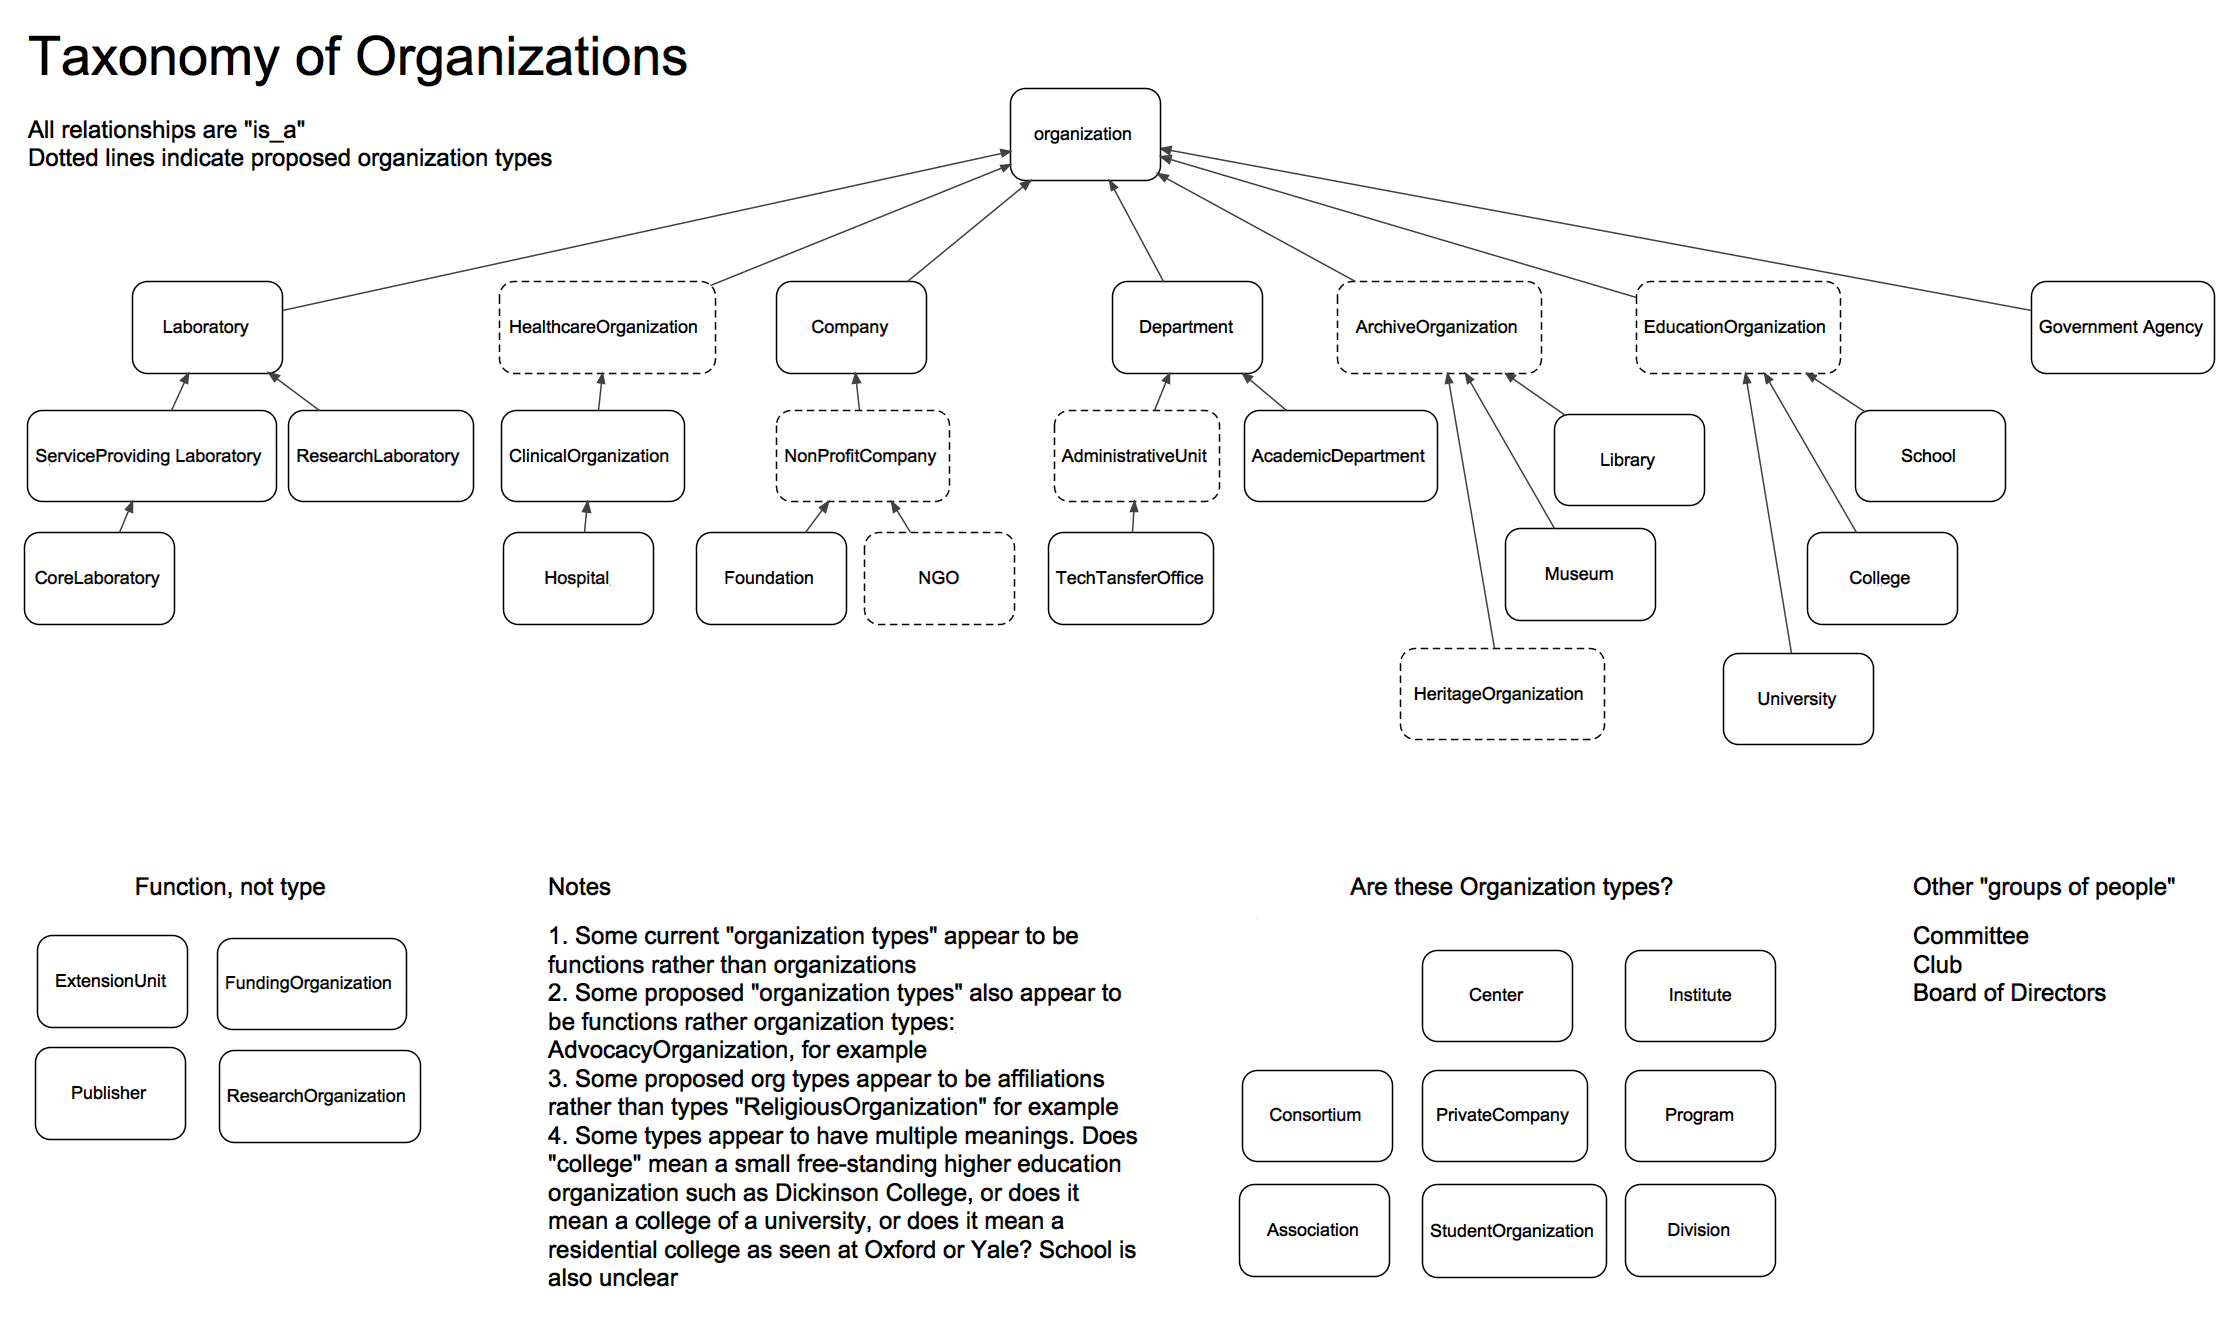 Taxonomy of Organizations
All relationships are "is_a"
Dotted lines indicate proposed organization types
organization
Laboratory
HealthcareOrganization
Company
Department
ArchiveOrganization
EducationOrganization
Government Agency
ServiceProviding Laboratory
ResearchLaboratory
ClinicalOrganization
NonProfitCompany
AdministrativeUnit
AcademicDepartment
Library
School
CoreLaboratory
Hospital
Foundation
NGO
TechTansferOffice
Museum
College
HeritageOrganization
University
Function, not type
ExtensionUnit
FundingOrganization
Publisher
ResearchOrganization
Notes
1. Some current "organization types" appear to be
functions rather than organizations
2. Some proposed "organization types" also appear to
be functions rather organization types:
AdvocacyOrganization, for example
3. Some proposed org types appear to be affiliations
rather than types "ReligiousOrganization" for example
4. Some types appear to have multiple meanings. Does
"college" mean a small free-standing higher education
organization such as Dickinson College, or does it
mean a college of a university, or does it mean a
residential college as seen at Oxford or Yale? School is
also unclear
Are these Organization types?
Center
Institute
Consortium
PrivateCompany
Program
Association
StudentOrganization
Division
Other "groups of people"
Committee
Club
Board of Directors